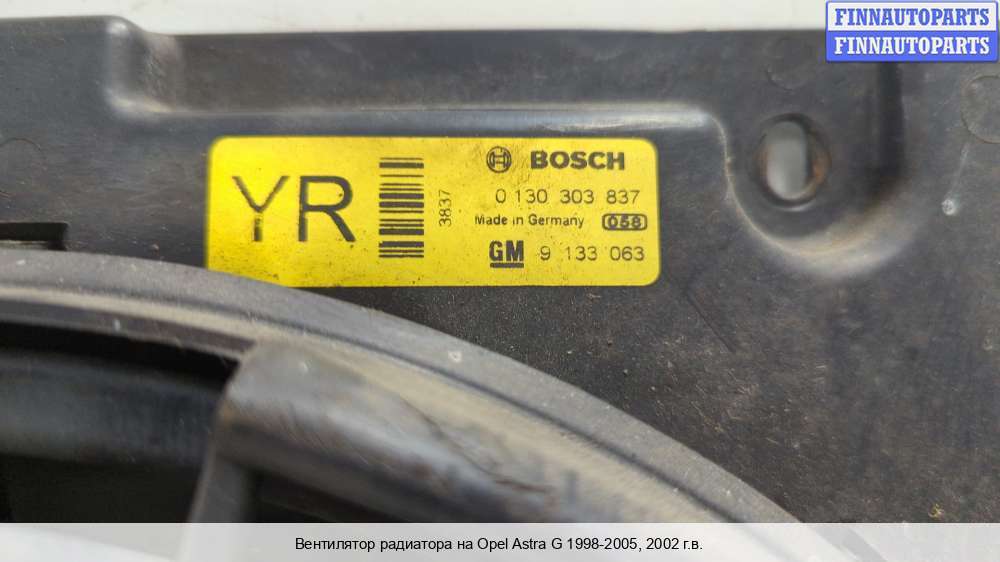 FINNAUTOPARTS
FINNAUTOPARTS
YR
3837
BOSCH
0 130 303 837
Made in Germany 058
GM 9 133 063
Вентилятор радиатора на Opel Astra G 1998-2005, 2002 г.в.